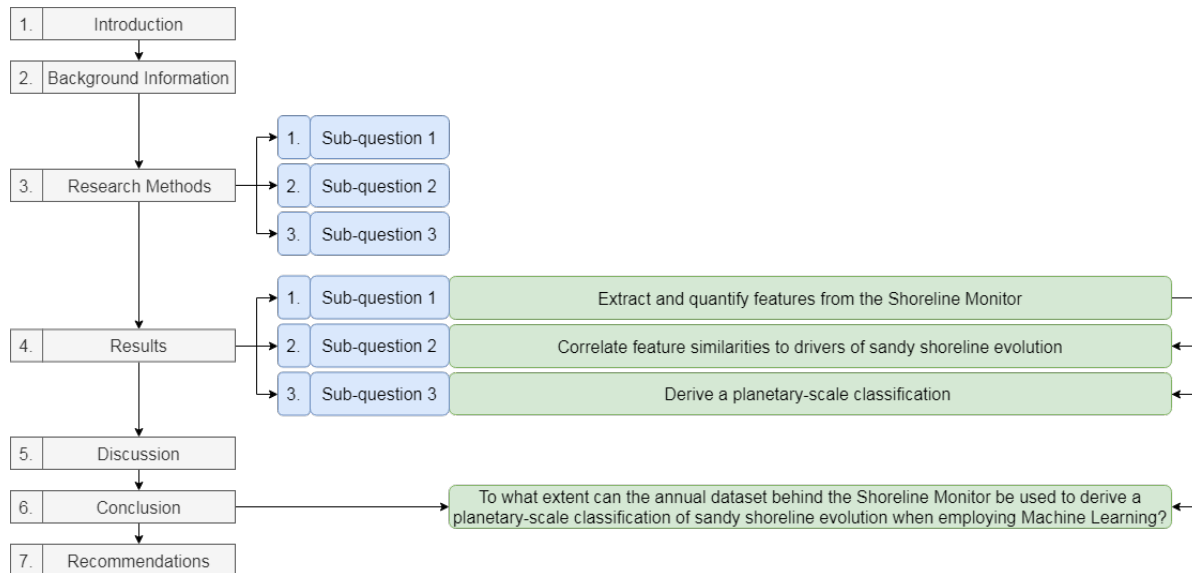 1. Introduction
2. Background Information
1. Sub-question 1
2. Sub-question 2
3. Research Methods
3. Sub-question 3
1. Sub-question 1 Extract and quantify features from the Shoreline Monitor
2. Sub-question 2 Correlate feature similarities to drivers of sandy shoreline evolution
4. Results
3. Sub-question 3 Derive a planetary-scale classification
5. Discussion
6. Conclusion
To what extent can the annual dataset behind the Shoreline Monitor be used to derive a
planetary-scale classification of sandy shoreline evolution when employing Machine Learning?
7. Recommendations